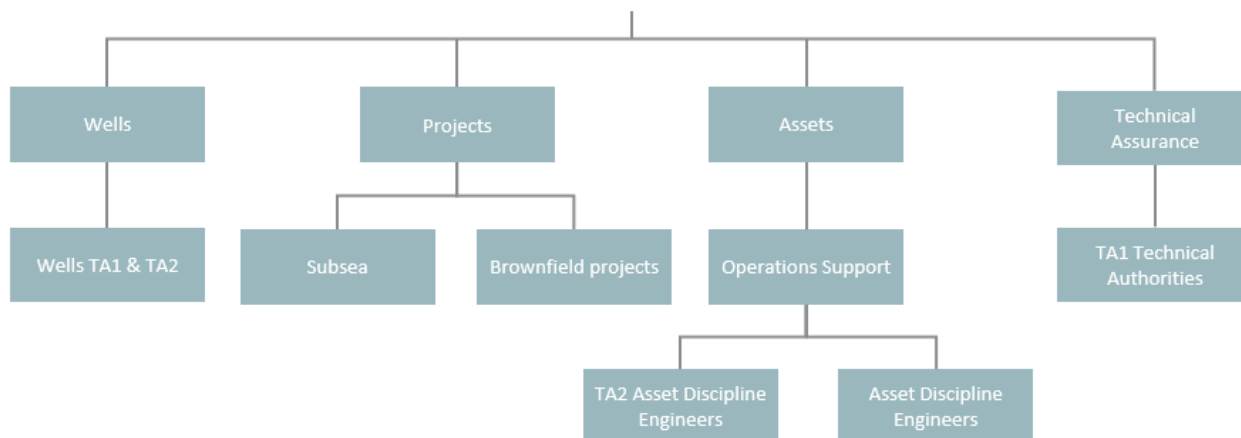 Wells
Projects
Assets
Technical
Assurance
Wells TA1 & TA2
Subsea
Brownfield projects
Operations Support
TA1 Technical
Authorities
TA2 Asset Discipline
Engineers
Asset Discipline
Engineers